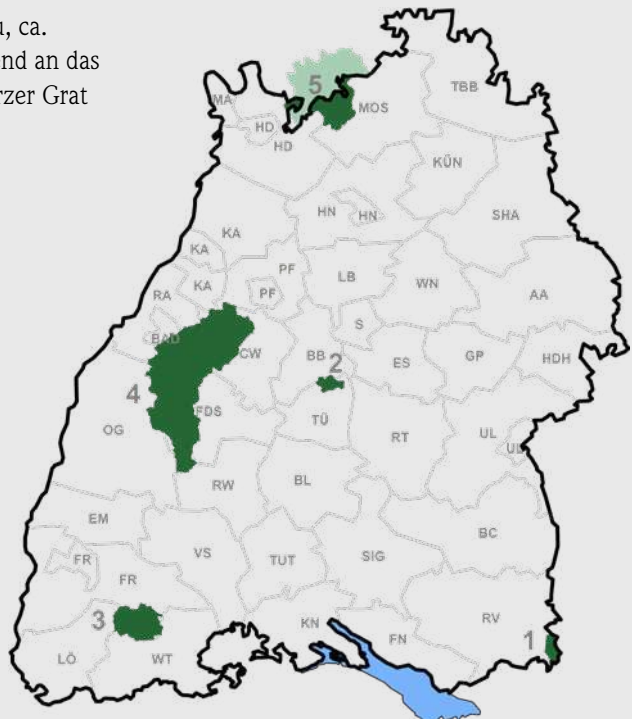 u, ca.
end an das
rzer Grat
5
MA
HD
HD
MOS
TBB
KÜN
HN
HN
SHA
KA
KA
KA
PF
PF
LB
WN
AA
RA
BAD
CW
S
BB
2
ES
GP
HDH
4
FDS
TÜ
OG
RT
UL
UL
RW
BL
EM
VS
TUT
SIG
BC
FR
FR
3
LÖ
WT
KN
FN
RV
1